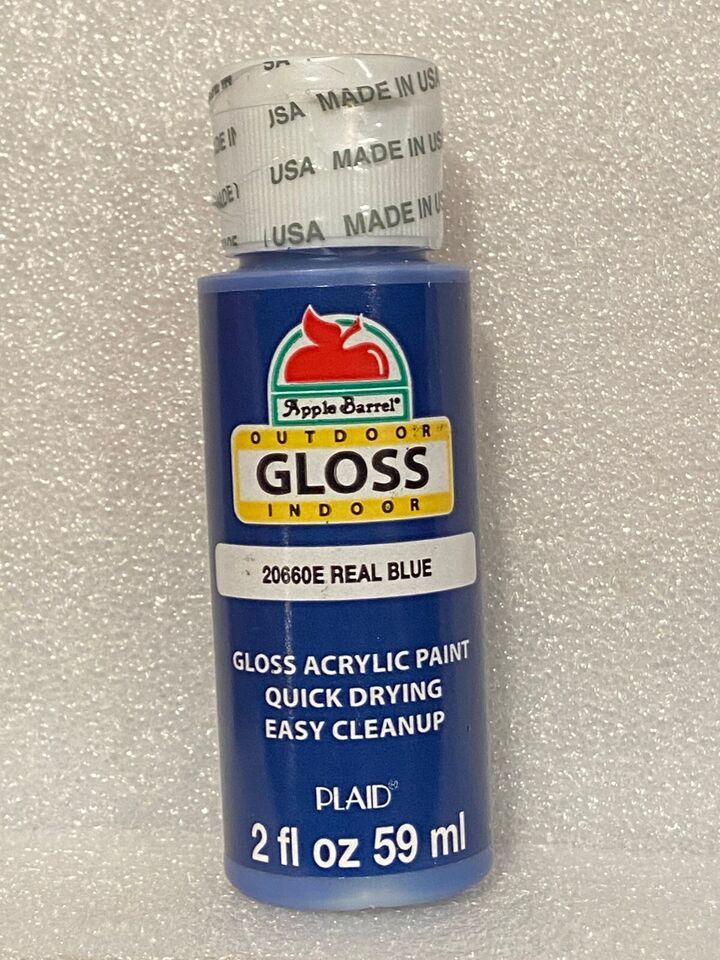 USA MADE IN USA
USA MADE IN US
USA MADE IN U
Apple Barrel®
OUTDOOR
GLOSS
INDOOR
20660E REAL BLUE
GLOSS ACRYLIC PAINT
QUICK DRYING
EASY CLEANUP
PLAID®
2 fl oz 59 ml